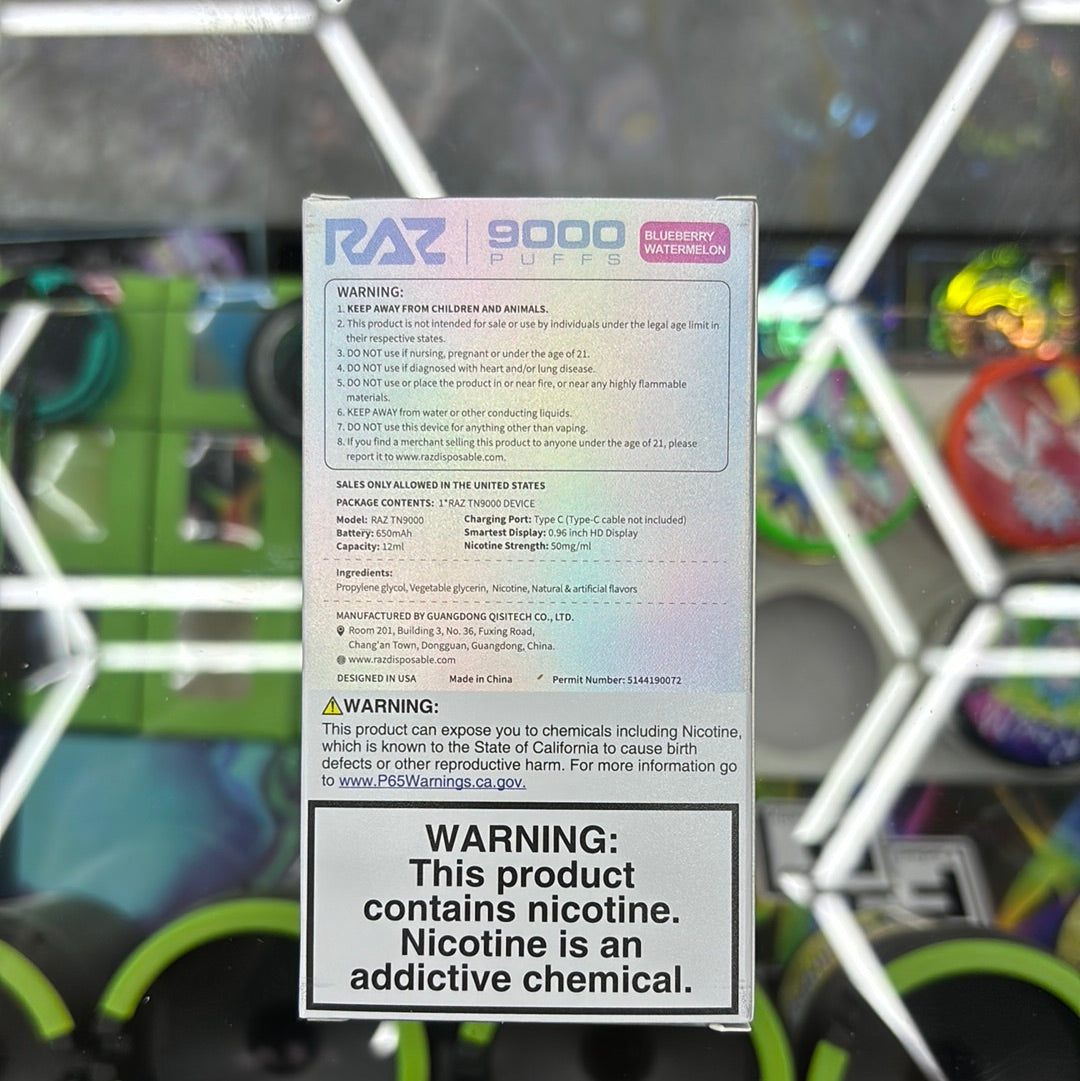 RAZ
9000
PUFFS
BLUEBERRY
WATERMELON
WARNING:
1. KEEP AWAY FROM CHILDREN AND ANIMALS.
2. This product is not intended for sale or use by individuals under the legal age limit in
their respective states.
3. DO NOT use if nursing, pregnant or under the age of 21.
4. DO NOT use if diagnosed with heart and/or lung disease.
5. DO NOT use or place the product in or near fire, or near any highly flammable
materials.
6. KEEP AWAY from water or other conducting liquids.
7. DO NOT use this device for anything other than vaping.
8. If you find a merchant selling this product to anyone under the age of 21, please
report it to www.razdisposable.com.
SALES ONLY ALLOWED IN THE UNITED STATES
PACKAGE CONTENTS: 1*RAZ TN9000 DEVICE
Model: RAZ TN9000
Charging Port: Type C (Type-C cable not included)
Battery: 650mAh
Smartest Display: 0.96 inch HD Display
Capacity: 12ml
Nicotine Strength: 50mg/ml
Ingredients:
Propylene glycol, Vegetable glycerin, Nicotine, Natural & artificial flavors
MANUFACTURED BY GUANGDONG QISITECH CO., LTD.
Room 201, Building 3, No. 36, Fuxing Road,
Chang'an Town, Dongguan, Guangdong, China.
www.razdisposable.com
DESIGNED IN USA Made in China Permit Number: 5144190072
WARNING:
This product can expose you to chemicals including Nicotine,
which is known to the State of California to cause birth
defects or other reproductive harm. For more information go
to www.P65Warnings.ca.gov.
WARNING:
This product
contains nicotine.
Nicotine is an
addictive chemical.